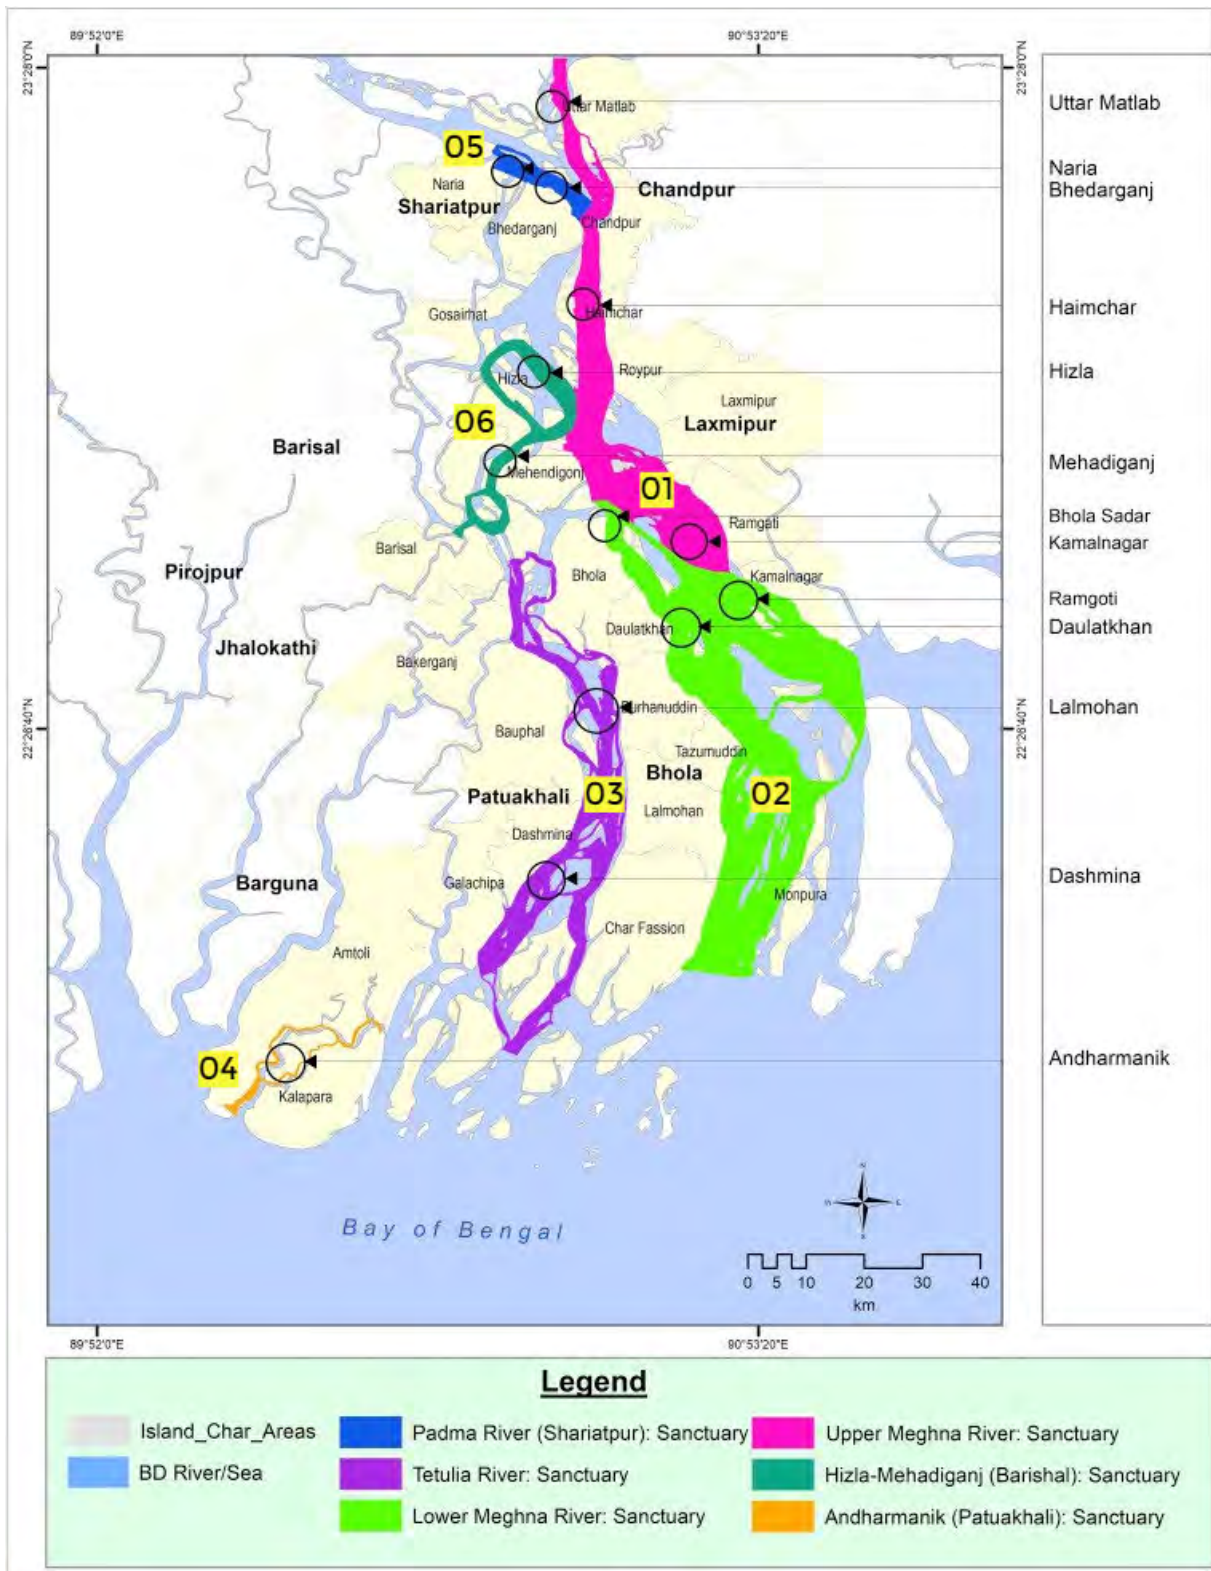 89°52'0"E
90°53'20"E
23°28'0"N
23°28'0"N
Uttar Matlab
Uttar Matlab
05
Naria
Naria
Chandpur
Bhedarganj
Shariatpur
Chandpur
Bhedarganj
Haimchar
Haimchar
Gosairhat
Roypur
Hizla
Hizla
Laxmipur
Laxmipur
06
Barisal
Mehadiganj
Mehendigonj
01
Bhola Sadar
Ramgati
Kamalnagar
Barisal
Pirojpur
Bhola
Kamalnagar
Ramgoti
Daulatkhan
Daulatkhan
Jhalokathi
Bakerganj
Burhanuddin
Lalmohan
22°26'40"N
22°26'40"N
Bauphal
Tazumuddin
Bhola
Patuakhali
03
02
Lalmohan
Dashmina
Barguna
Galachipa
Dashmina
Monpura
Char Fassion
Amtoli
04
Andharmanik
Kalapara
N
W
E
S
Bay of Bengal
0 5 10 20 30 40
km
89°52'0"E
90°53'20"E
Legend
Island_Char_Areas
Padma River (Shariatpur): Sanctuary
Upper Meghna River: Sanctuary
BD River/Sea
Tetulia River: Sanctuary
Hizla-Mehadiganj (Barishal): Sanctuary
Lower Meghna River: Sanctuary
Andharmanik (Patuakhali): Sanctuary